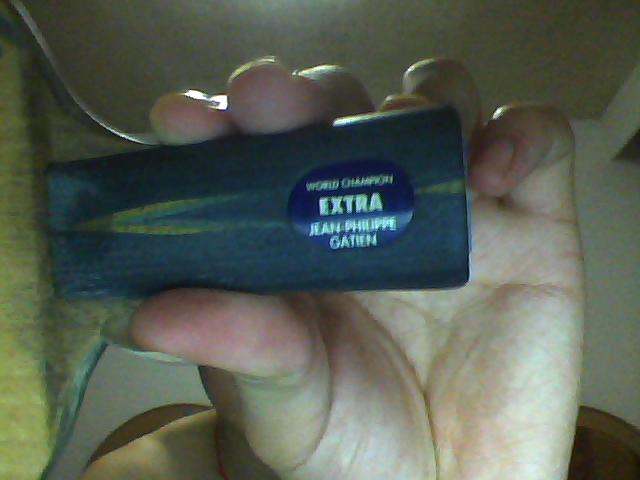 WORLD CHAMPION
EXTRA
JEAN-PHILIPPE
GATIEN